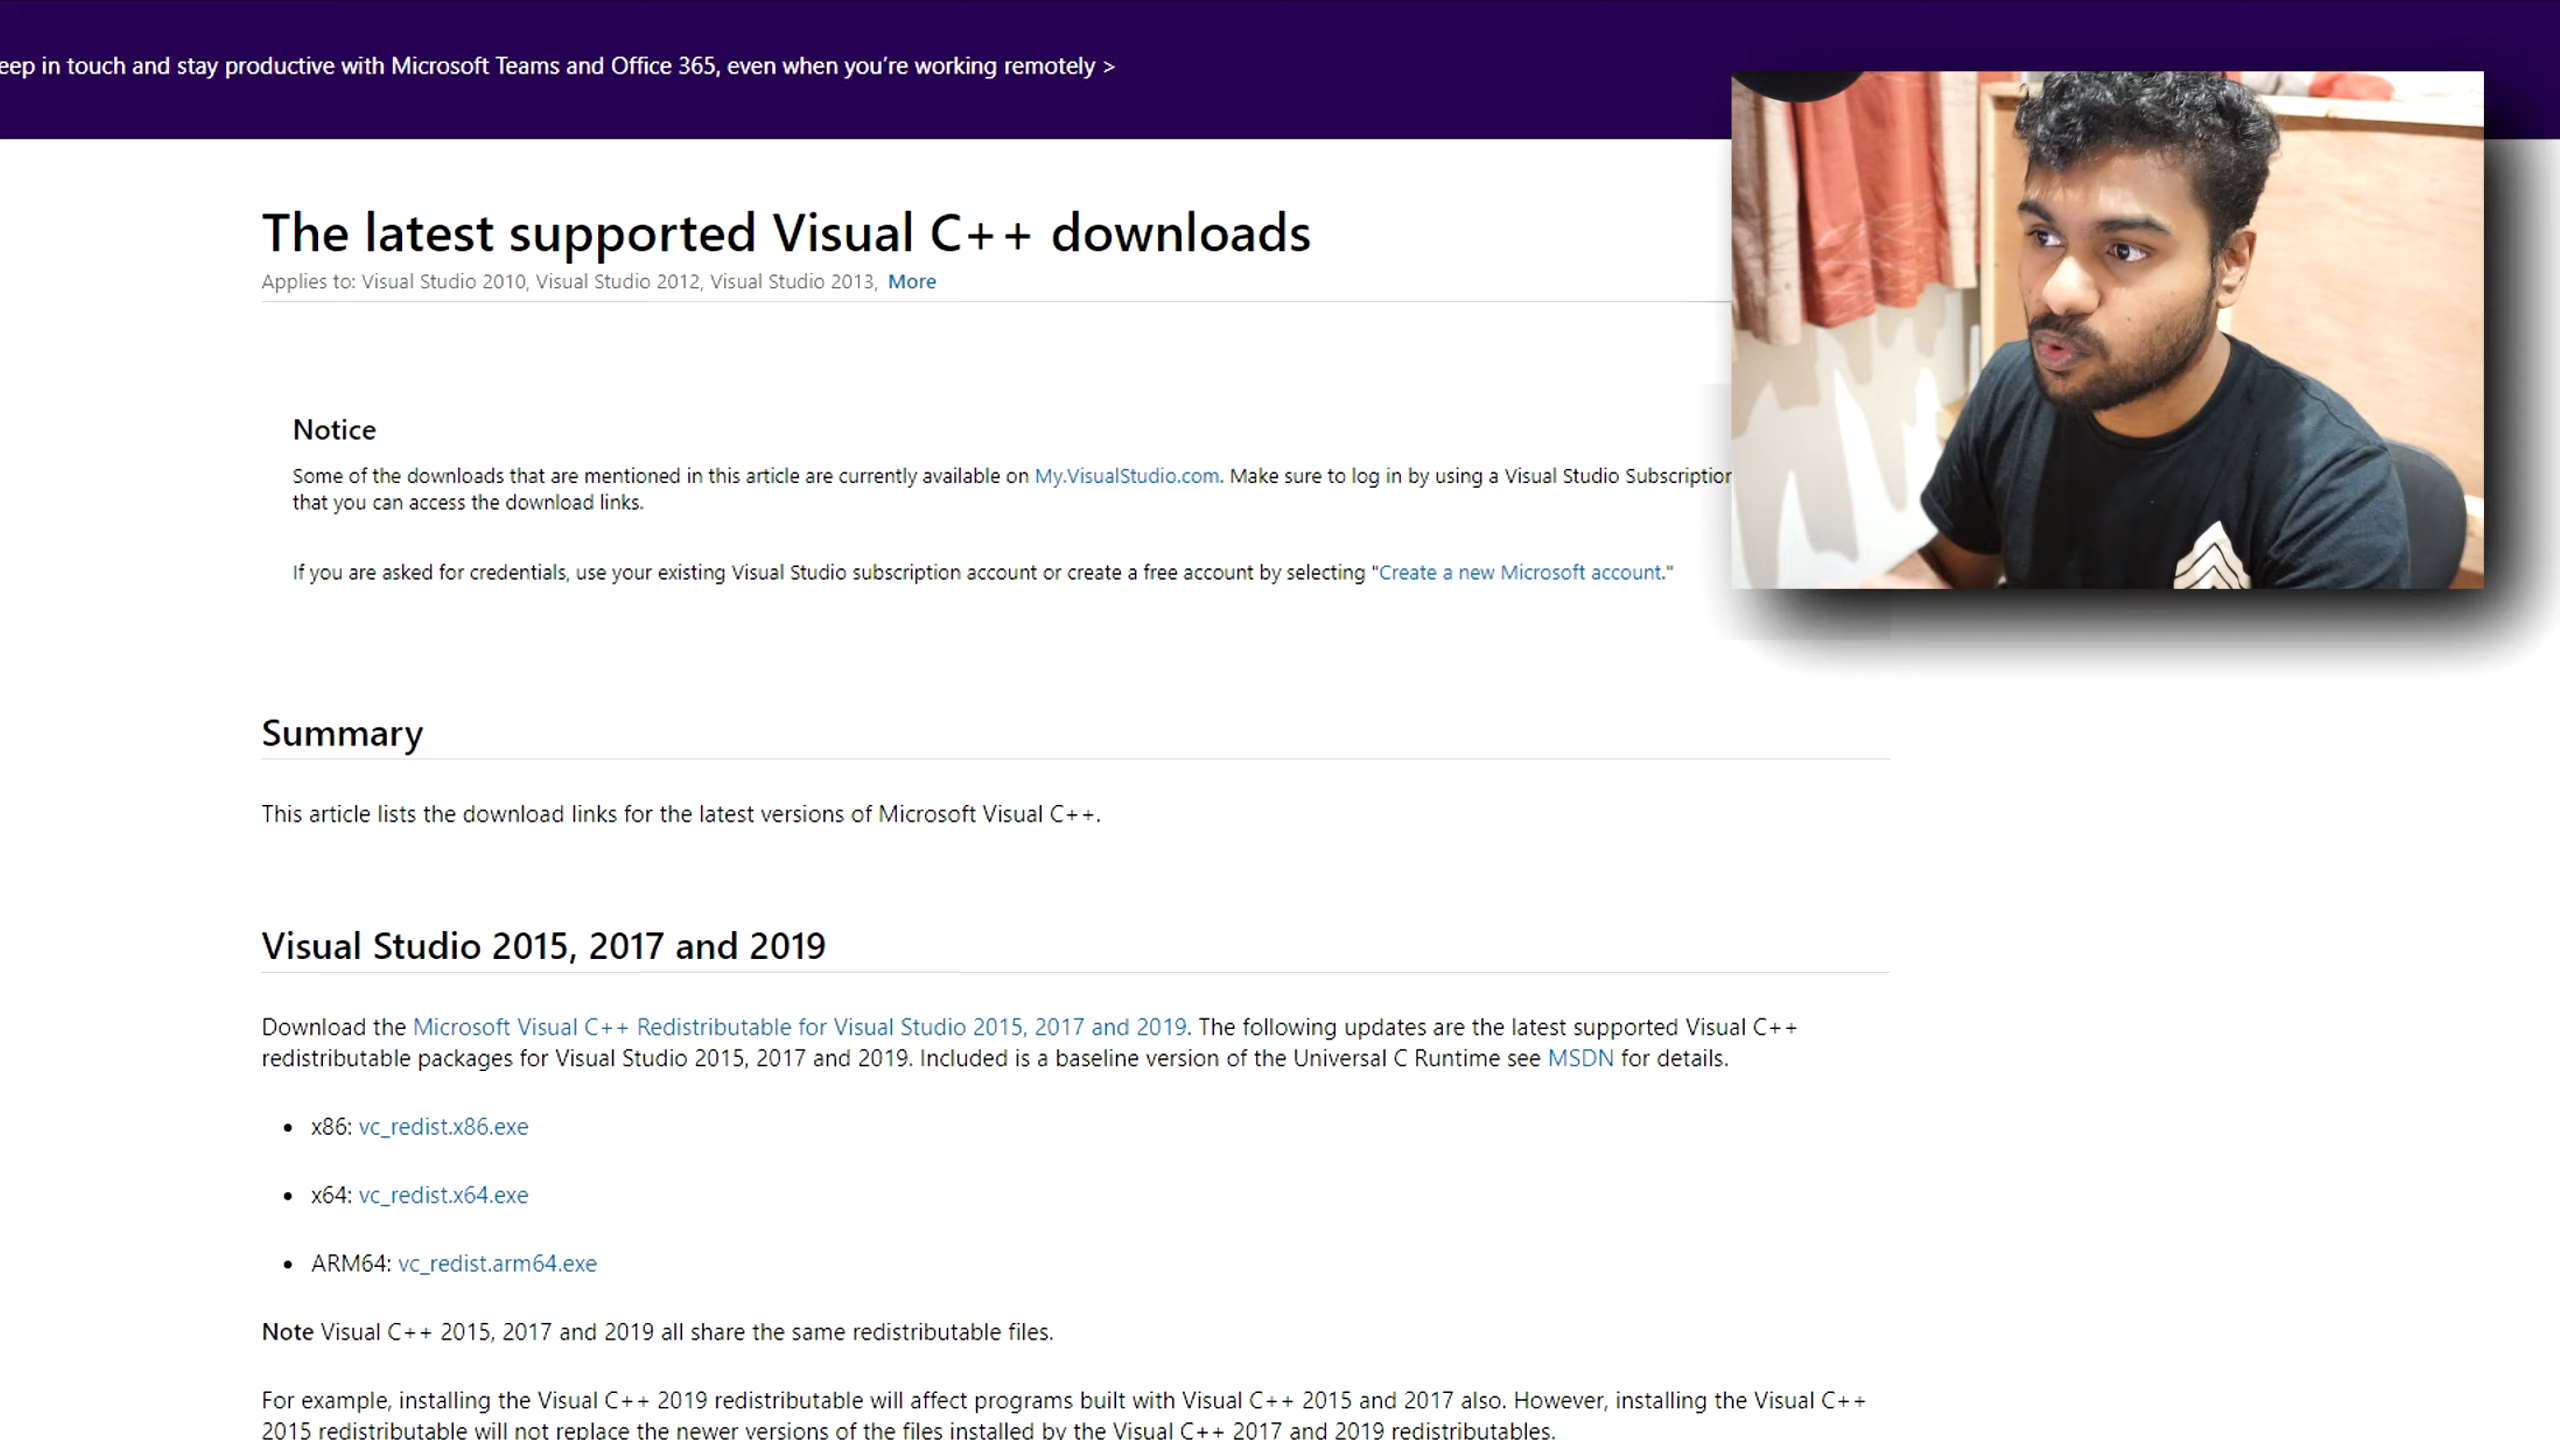 eep in touch and stay productive with Microsoft Teams and Office 365, even when you're working remotely >
The latest supported Visual C++ downloads
Applies to: Visual Studio 2010, Visual Studio 2012, Visual Studio 2013, More
Notice
Some of the downloads that are mentioned in this article are currently available on My.VisualStudio.com. Make sure to log in by using a Visual Studio Subscription
that you can access the download links.
If you are asked for credentials, use your existing Visual Studio subscription account or create a free account by selecting "Create a new Microsoft account."
Summary
This article lists the download links for the latest versions of Microsoft Visual C++.
Visual Studio 2015, 2017 and 2019
Download the Microsoft Visual C++ Redistributable for Visual Studio 2015, 2017 and 2019. The following updates are the latest supported Visual C++
redistributable packages for Visual Studio 2015, 2017 and 2019. Included is a baseline version of the Universal C Runtime see MSDN for details.
• x86: vc_redist.x86.exe
• x64: vc_redist.x64.exe
• ARM64: vc_redist.arm64.exe
Note Visual C++ 2015, 2017 and 2019 all share the same redistributable files.
For example, installing the Visual C++ 2019 redistributable will affect programs built with Visual C++ 2015 and 2017 also. However, installing the Visual C++
2015 redistributable will not replace the newer versions of the files installed by the Visual C++ 2017 and 2019 redistributables.